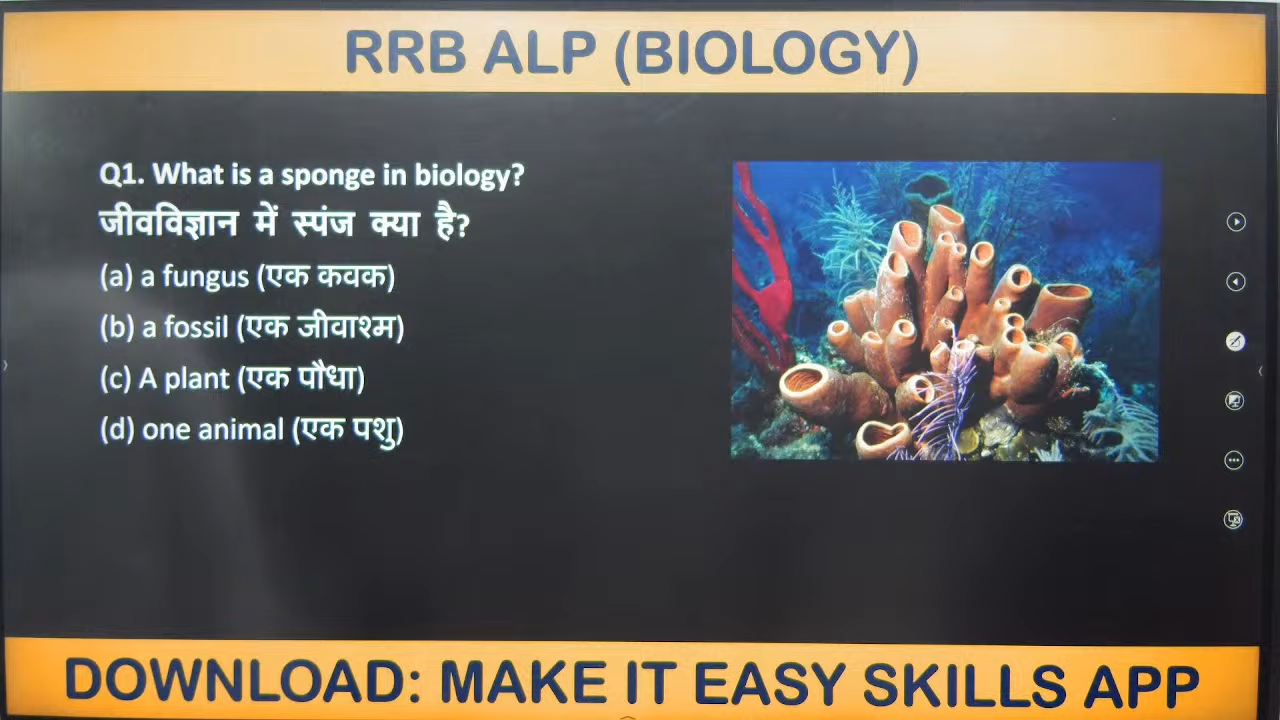 RRB ALP (BIOLOGY)
Q1. What is a sponge in biology?
जीवविज्ञान में स्पंज क्या है?
(a) a fungus (एक कवक)
(b) a fossil (एक जीवाश्म)
(c) A plant (एक पौधा)
(d) one animal (एक पशु)
DOWNLOAD: MAKE IT EASY SKILLS APP